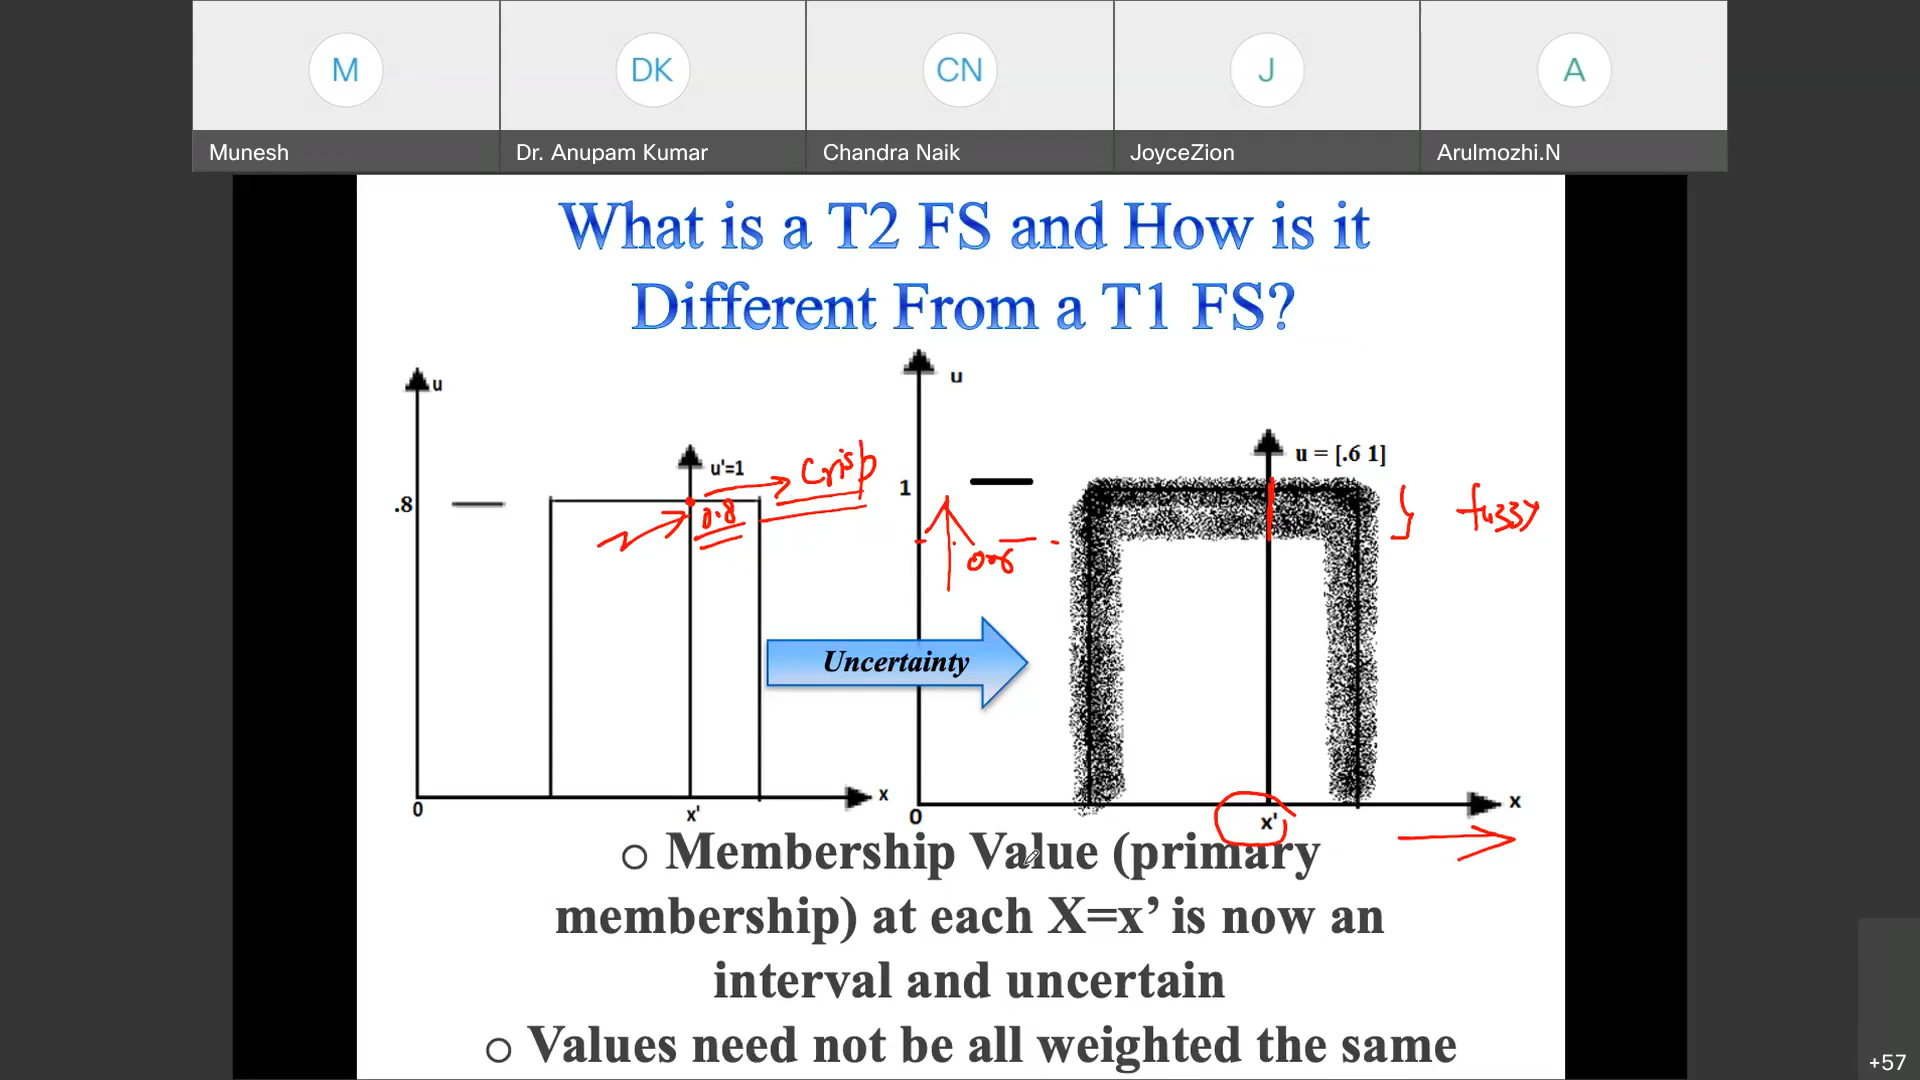 M
DK
CN
J
A
Munesh
Dr. Anupam Kumar
Chandra Naik
JoyceZion
Arulmozhi.N
What is a T2 FS and How is it
Different From a T1 FS?
u
u'=1
Crisp
.8
0.8
0
x'
x
u
u = [.6 1]
1
fuzzy
0.6
Uncertainty
0
x'
x
o Membership Value (primary
membership) at each X=x’ is now an
interval and uncertain
o Values need not be all weighted the same
+57